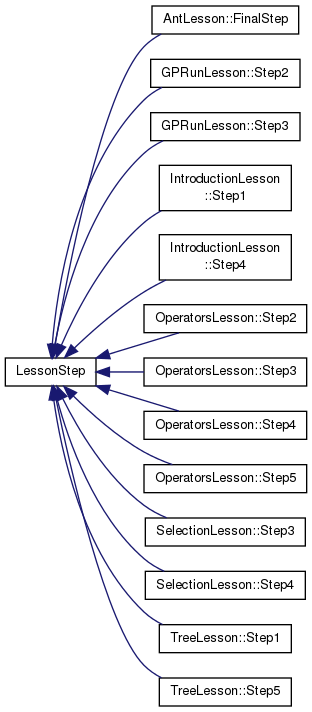 AntLesson::FinalStep
GPRunLesson::Step2
GPRunLesson::Step3
IntroductionLesson
::Step1
IntroductionLesson
::Step4
OperatorsLesson::Step2
LessonStep
OperatorsLesson::Step3
OperatorsLesson::Step4
OperatorsLesson::Step5
SelectionLesson::Step3
SelectionLesson::Step4
TreeLesson::Step1
TreeLesson::Step5